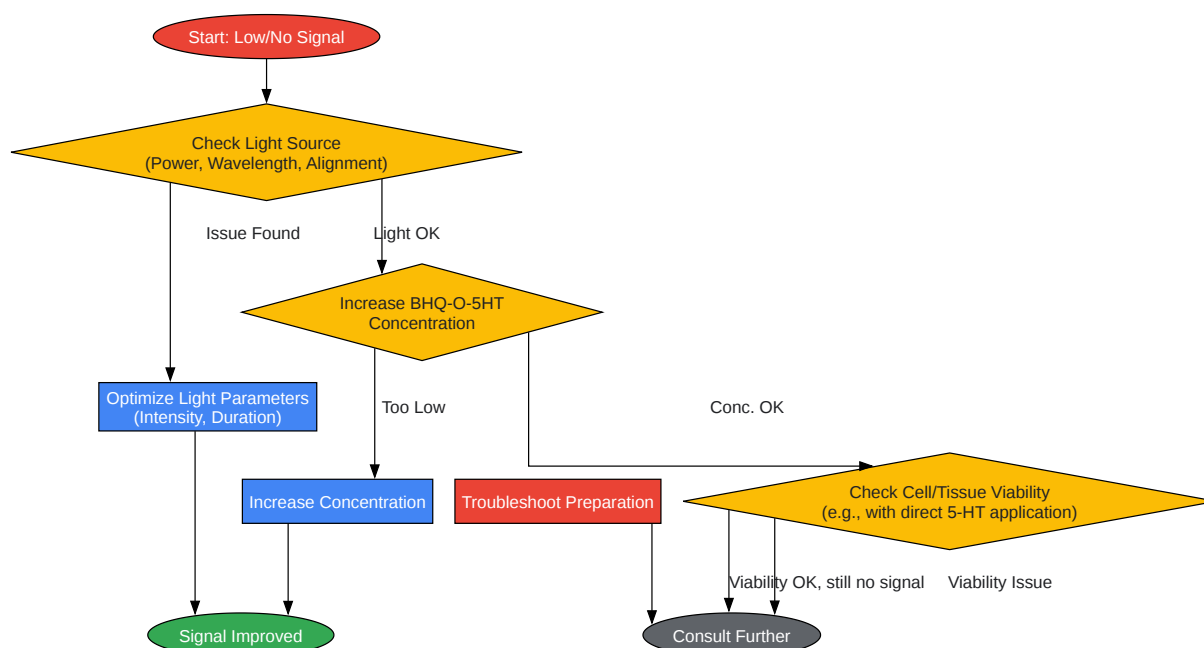 Start: Low/No Signal
Check Light Source
(Power, Wavelength, Alignment)
Issue Found
Light OK
Increase BHQ-O-5HT
Concentration
Optimize Light Parameters
(Intensity, Duration)
Too Low
Conc. OK
Increase Concentration
Troubleshoot Preparation
Check Cell/Tissue Viability
(e.g., with direct 5-HT application)
Viability OK, still no signal
Viability Issue
Signal Improved
Consult Further